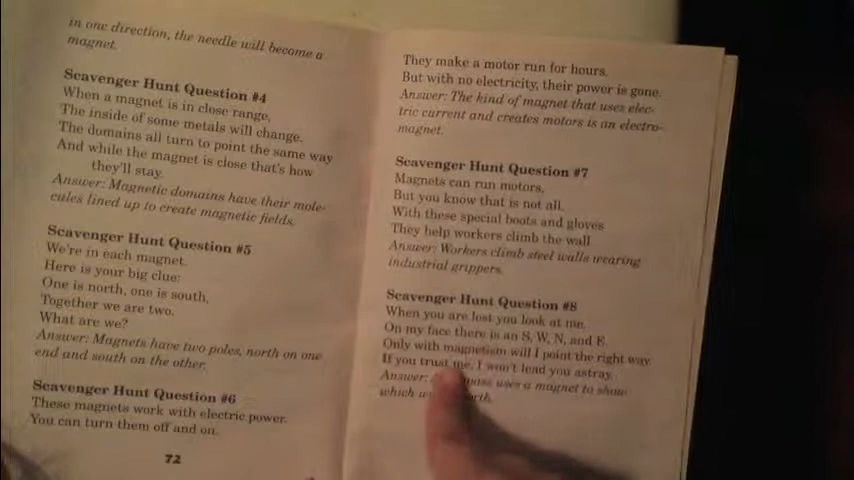 in one direction, the needle will become a
magnet.
Scavenger Hunt Question #4
When a magnet is in close range,
The inside of some metals will change.
The domains all turn to point the same way
And while the magnet is close that's how
they'll stay.
Answer: Magnetic domains have their mole-
cules lined up to create magnetic fields.
Scavenger Hunt Question #5
We're in each magnet.
Here is your big clue:
One is north, one is south,
Together we are two.
What are we?
Answer: Magnets have two poles, north on one
end and south on the other.
Scavenger Hunt Question #6
These magnets work with electric power.
You can turn them off and on.
72
They make a motor run for hours.
But with no electricity, their power is gone.
Answer: The kind of magnet that uses elec-
tric current and creates motors is an electro-
magnet.
Scavenger Hunt Question #7
Magnets can run motors,
But you know that is not all.
With these special boots and gloves
They help workers climb the wall
Answer: Workers climb steel walls wearing
industrial grippers.
Scavenger Hunt Question #8
When you are lost you look at me.
On my face there is an S, W, N, and E.
Only with magnetism will I point the right way.
If you trust me, I won't lead you astray.
Answer: uses a magnet to show
which